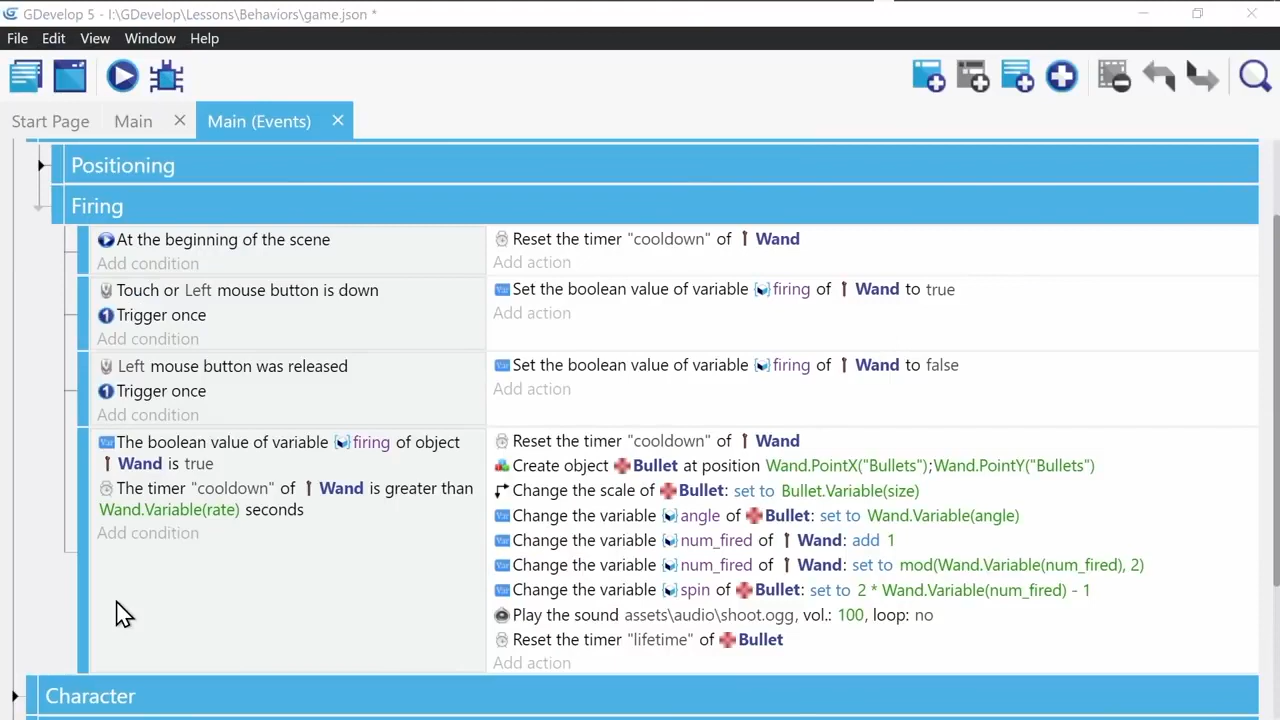 GDevelop 5 - I:\GDevelop\Lessons\Behaviors\game.json *
File Edit View Window Help
Start Page Main Main (Events)
Positioning
Firing
At the beginning of the scene
Add condition
Reset the timer "cooldown" of Wand
Add action
Touch or Left mouse button is down
Trigger once
Add condition
Set the boolean value of variable firing of Wand to true
Add action
Left mouse button was released
Trigger once
Add condition
Set the boolean value of variable firing of Wand to false
Add action
The boolean value of variable firing of object
Wand is true
The timer "cooldown" of Wand is greater than
Wand.Variable(rate) seconds
Add condition
Reset the timer "cooldown" of Wand
Create object Bullet at position Wand.PointX("Bullets");Wand.PointY("Bullets")
Change the scale of Bullet: set to Bullet.Variable(size)
Change the variable angle of Bullet: set to Wand.Variable(angle)
Change the variable num_fired of Wand: add 1
Change the variable num_fired of Wand: set to mod(Wand.Variable(num_fired), 2)
Change the variable spin of Bullet: set to 2 * Wand.Variable(num_fired) - 1
Play the sound assets\audio\shoot.ogg, vol.: 100, loop: no
Reset the timer "lifetime" of Bullet
Add action
Character